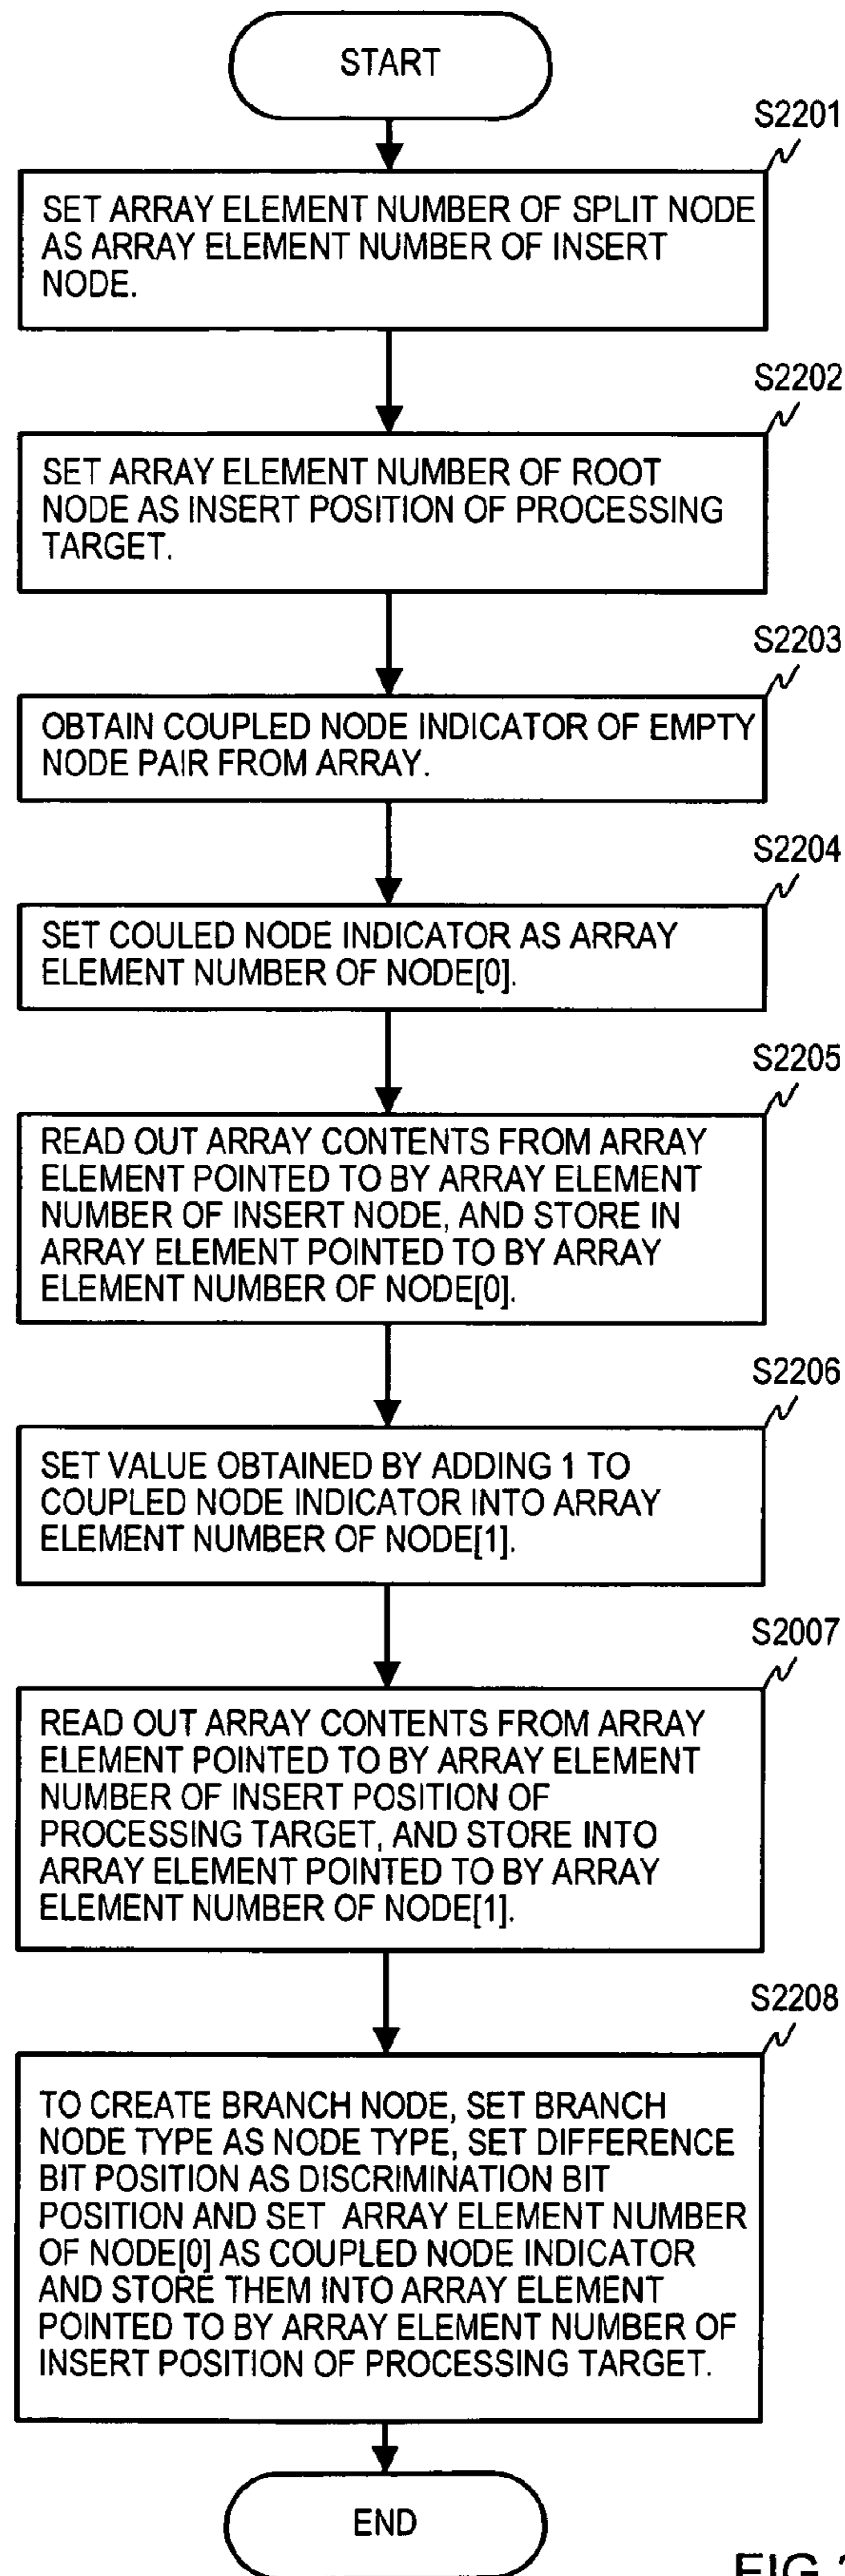 START
S2201
SET ARRAY ELEMENT NUMBER OF SPLIT NODE
AS ARRAY ELEMENT NUMBER OF INSERT
NODE.
S2202
SET ARRAY ELEMENT NUMBER OF ROOT
NODE AS INSERT POSITION OF PROCESSING
TARGET.
S2203
OBTAIN COUPLED NODE INDICATOR OF EMPTY
NODE PAIR FROM ARRAY.
S2204
SET COULED NODE INDICATOR AS ARRAY
ELEMENT NUMBER OF NODE[0].
S2205
READ OUT ARRAY CONTENTS FROM ARRAY
ELEMENT POINTED TO BY ARRAY ELEMENT
NUMBER OF INSERT NODE, AND STORE IN
ARRAY ELEMENT POINTED TO BY ARRAY
ELEMENT NUMBER OF NODE[0].
S2206
SET VALUE OBTAINED BY ADDING 1 TO
COUPLED NODE INDICATOR INTO ARRAY
ELEMENT NUMBER OF NODE[1].
S2007
READ OUT ARRAY CONTENTS FROM ARRAY
ELEMENT POINTED TO BY ARRAY ELEMENT
NUMBER OF INSERT POSITION OF
PROCESSING TARGET, AND STORE INTO
ARRAY ELEMENT POINTED TO BY ARRAY
ELEMENT NUMBER OF NODE[1].
S2208
TO CREATE BRANCH NODE, SET BRANCH
NODE TYPE AS NODE TYPE, SET DIFFERENCE
BIT POSITION AS DISCRIMINATION BIT
POSITION AND SET ARRAY ELEMENT NUMBER
OF NODE[0] AS COUPLED NODE INDICATOR
AND STORE THEM INTO ARRAY ELEMENT
POINTED TO BY ARRAY ELEMENT NUMBER OF
INSERT POSITION OF PROCESSING TARGET.
END